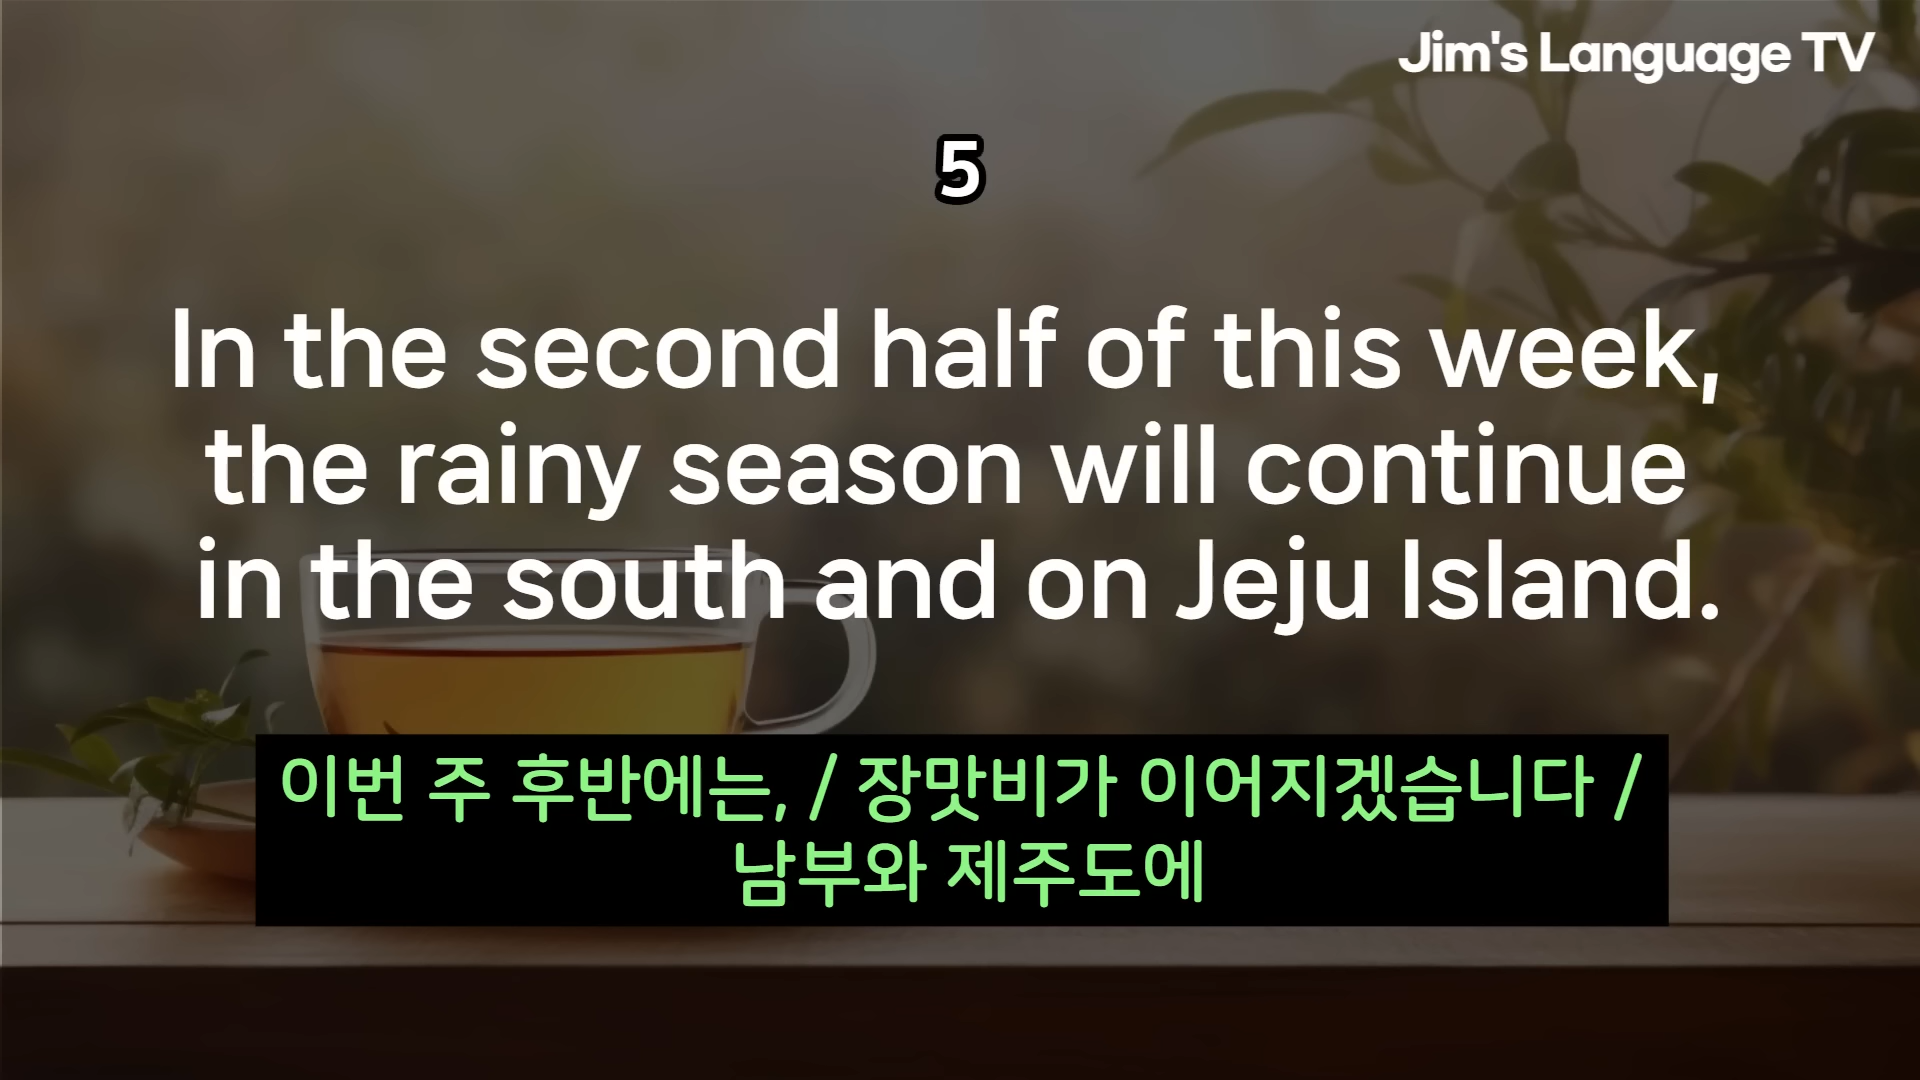 Jim's Language TV
5
In the second half of this week,
the rainy season will continue
in the south and on Jeju Island.
이번 주 후반에는, / 장맛비가 이어지겠습니다 /
남부와 제주도에